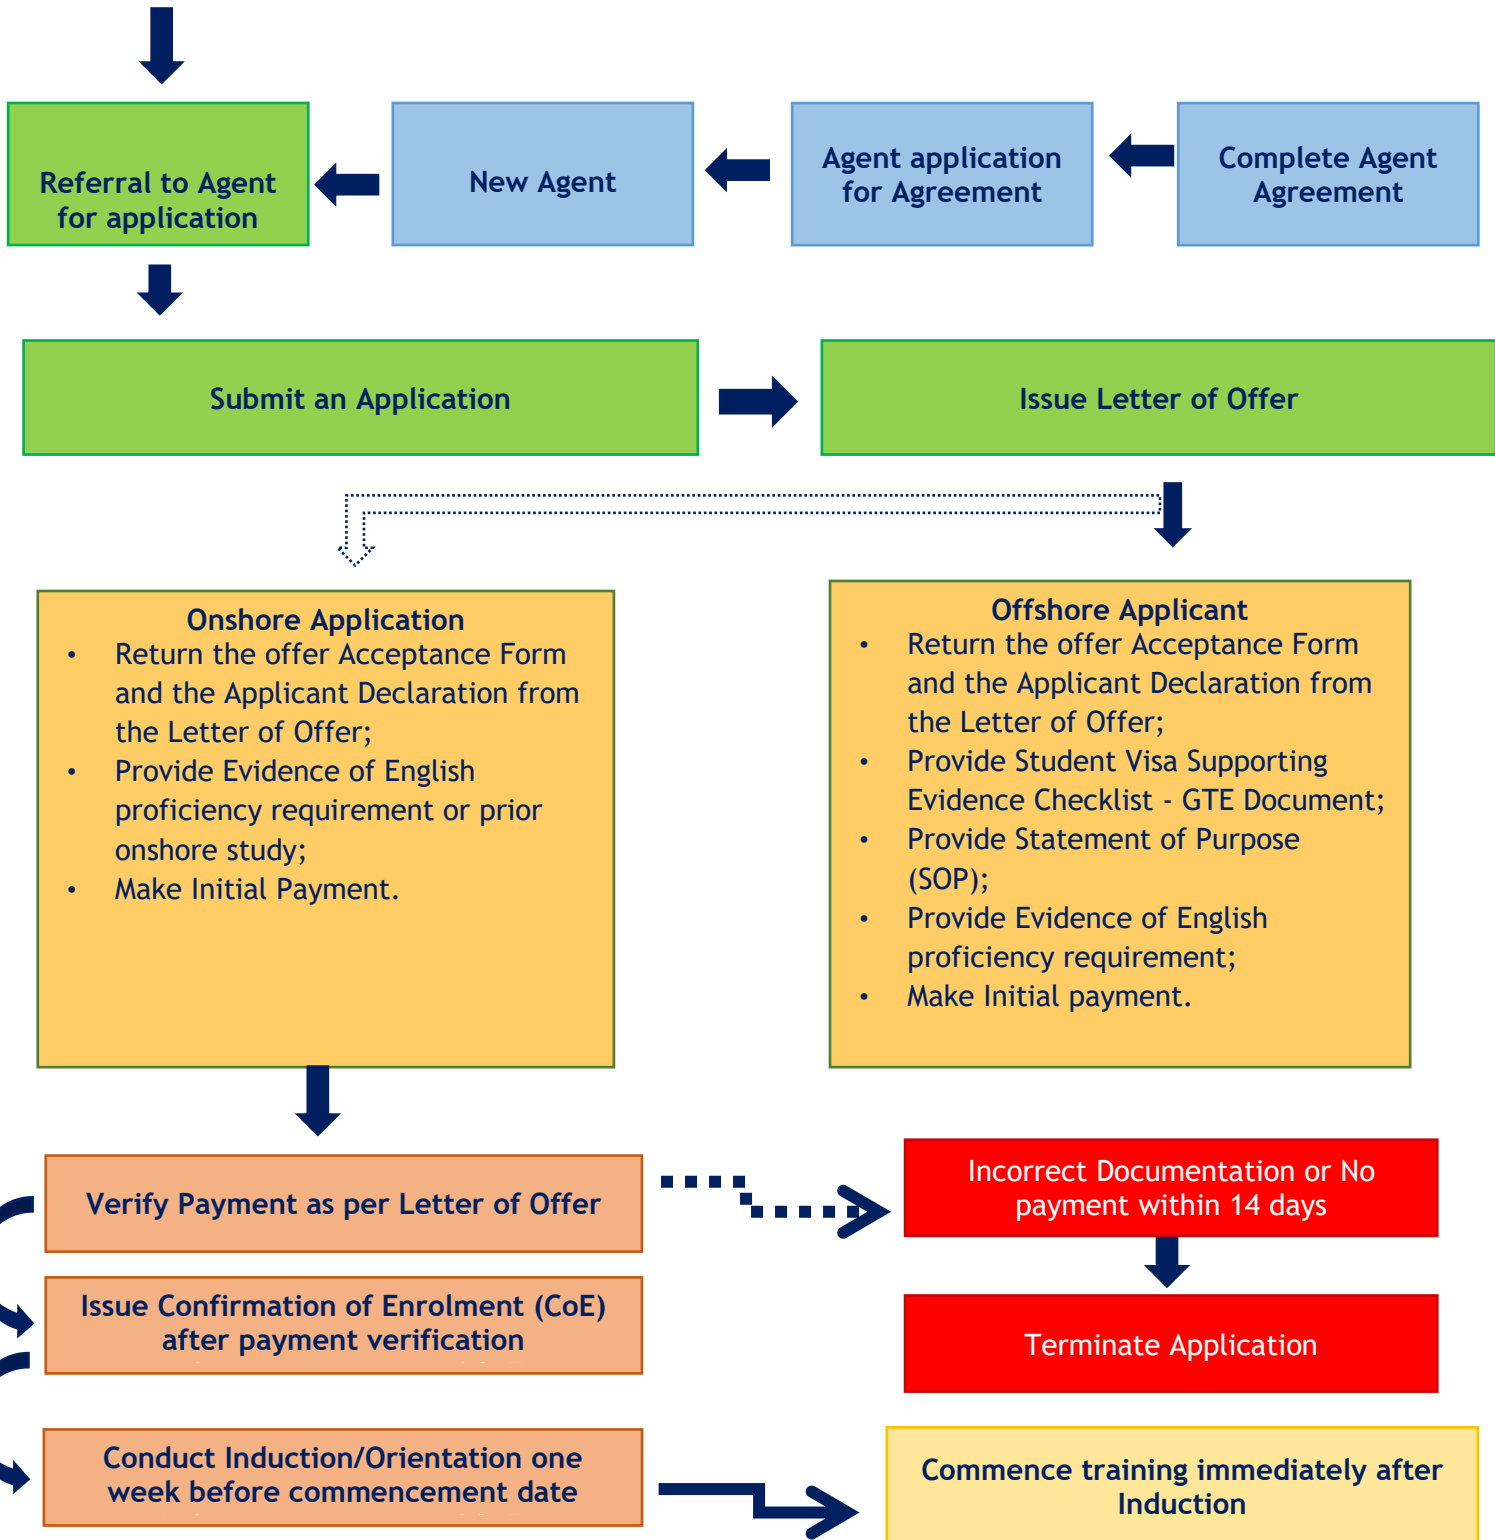 Referral to Agent
for application
New Agent
Agent application
for Agreement
Complete Agent
Agreement
Submit an Application
Issue Letter of Offer
Onshore Application
• Return the offer Acceptance Form
and the Applicant Declaration from
the Letter of Offer;
• Provide Evidence of English
proficiency requirement or prior
onshore study;
• Make Initial Payment.
Offshore Applicant
• Return the offer Acceptance Form
and the Applicant Declaration from
the Letter of Offer;
• Provide Student Visa Supporting
Evidence Checklist - GTE Document;
• Provide Statement of Purpose
(SOP);
• Provide Evidence of English
proficiency requirement;
• Make Initial payment.
Verify Payment as per Letter of Offer
Incorrect Documentation or No
payment within 14 days
Issue Confirmation of Enrolment (CoE)
after payment verification
Terminate Application
Conduct Induction/Orientation one
week before commencement date
Commence training immediately after
Induction